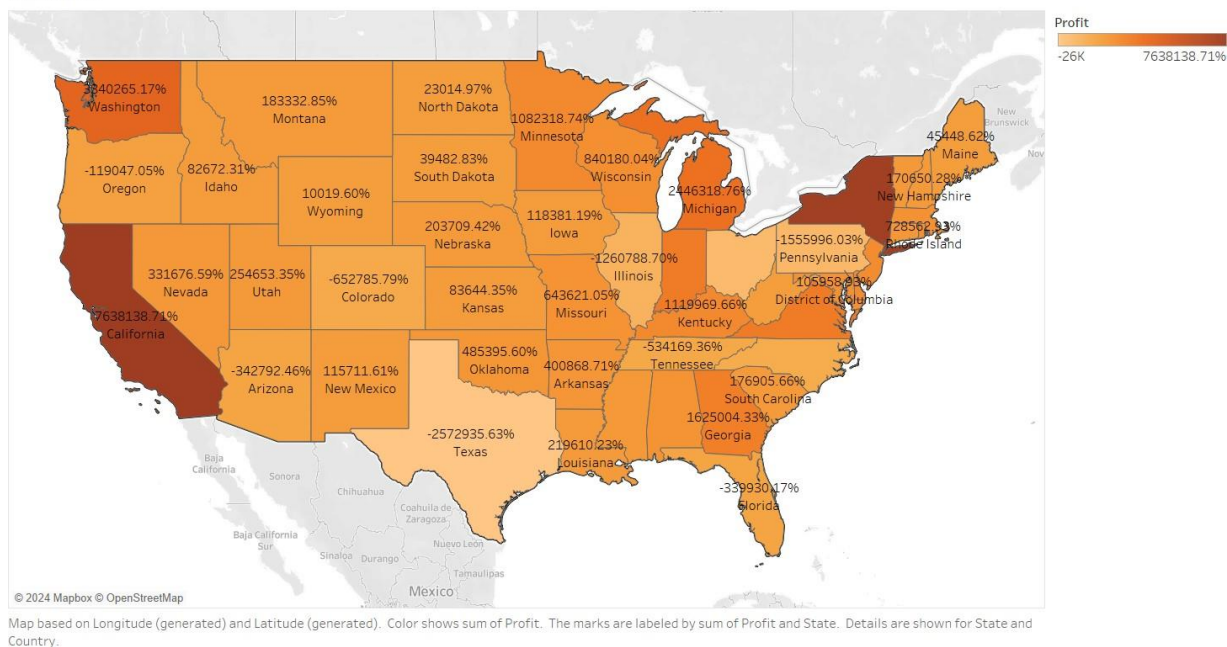 Profit
-26K 7638138.71%
3340265.17%
Washington
183332.85%
Montana
23014.97%
North Dakota
1082318.74%
Minnesota
-119047.05%
Oregon
82672.31%
Idaho
10019.60%
Wyoming
39482.83%
South Dakota
840180.04%
Wisconsin
2446318.76%
Michigan
45448.62%
Maine
170650.28%
New Hampshire
728562.93%
Rhode Island
203709.42%
Nebraska
118381.19%
Iowa
-1260788.70%
Illinois
-1555996.03%
Pennsylvania
105958.93%
District of Columbia
7638138.71%
California
331676.59%
Nevada
254653.35%
Utah
-652785.79%
Colorado
83644.35%
Kansas
643621.05%
Missouri
1119969.66%
Kentucky
-342792.46%
Arizona
115711.61%
New Mexico
485395.60%
Oklahoma
400868.71%
Arkansas
-534169.36%
Tennessee
176905.66%
South Carolina
1625004.33%
Georgia
-2572935.63%
Texas
219610.23%
Louisiana
-339930.17%
Florida
New
Brunswick
Baja
California
Sonora
Chihuahua
Coahuila de
Zaragoza
Baja California
Sur
Sinaloa
Durango
Nuevo León
Tamaulipas
Mexico
© 2024 Mapbox © OpenStreetMap
Map based on Longitude (generated) and Latitude (generated). Color shows sum of Profit. The marks are labeled by sum of Profit and State. Details are shown for State and
Country.